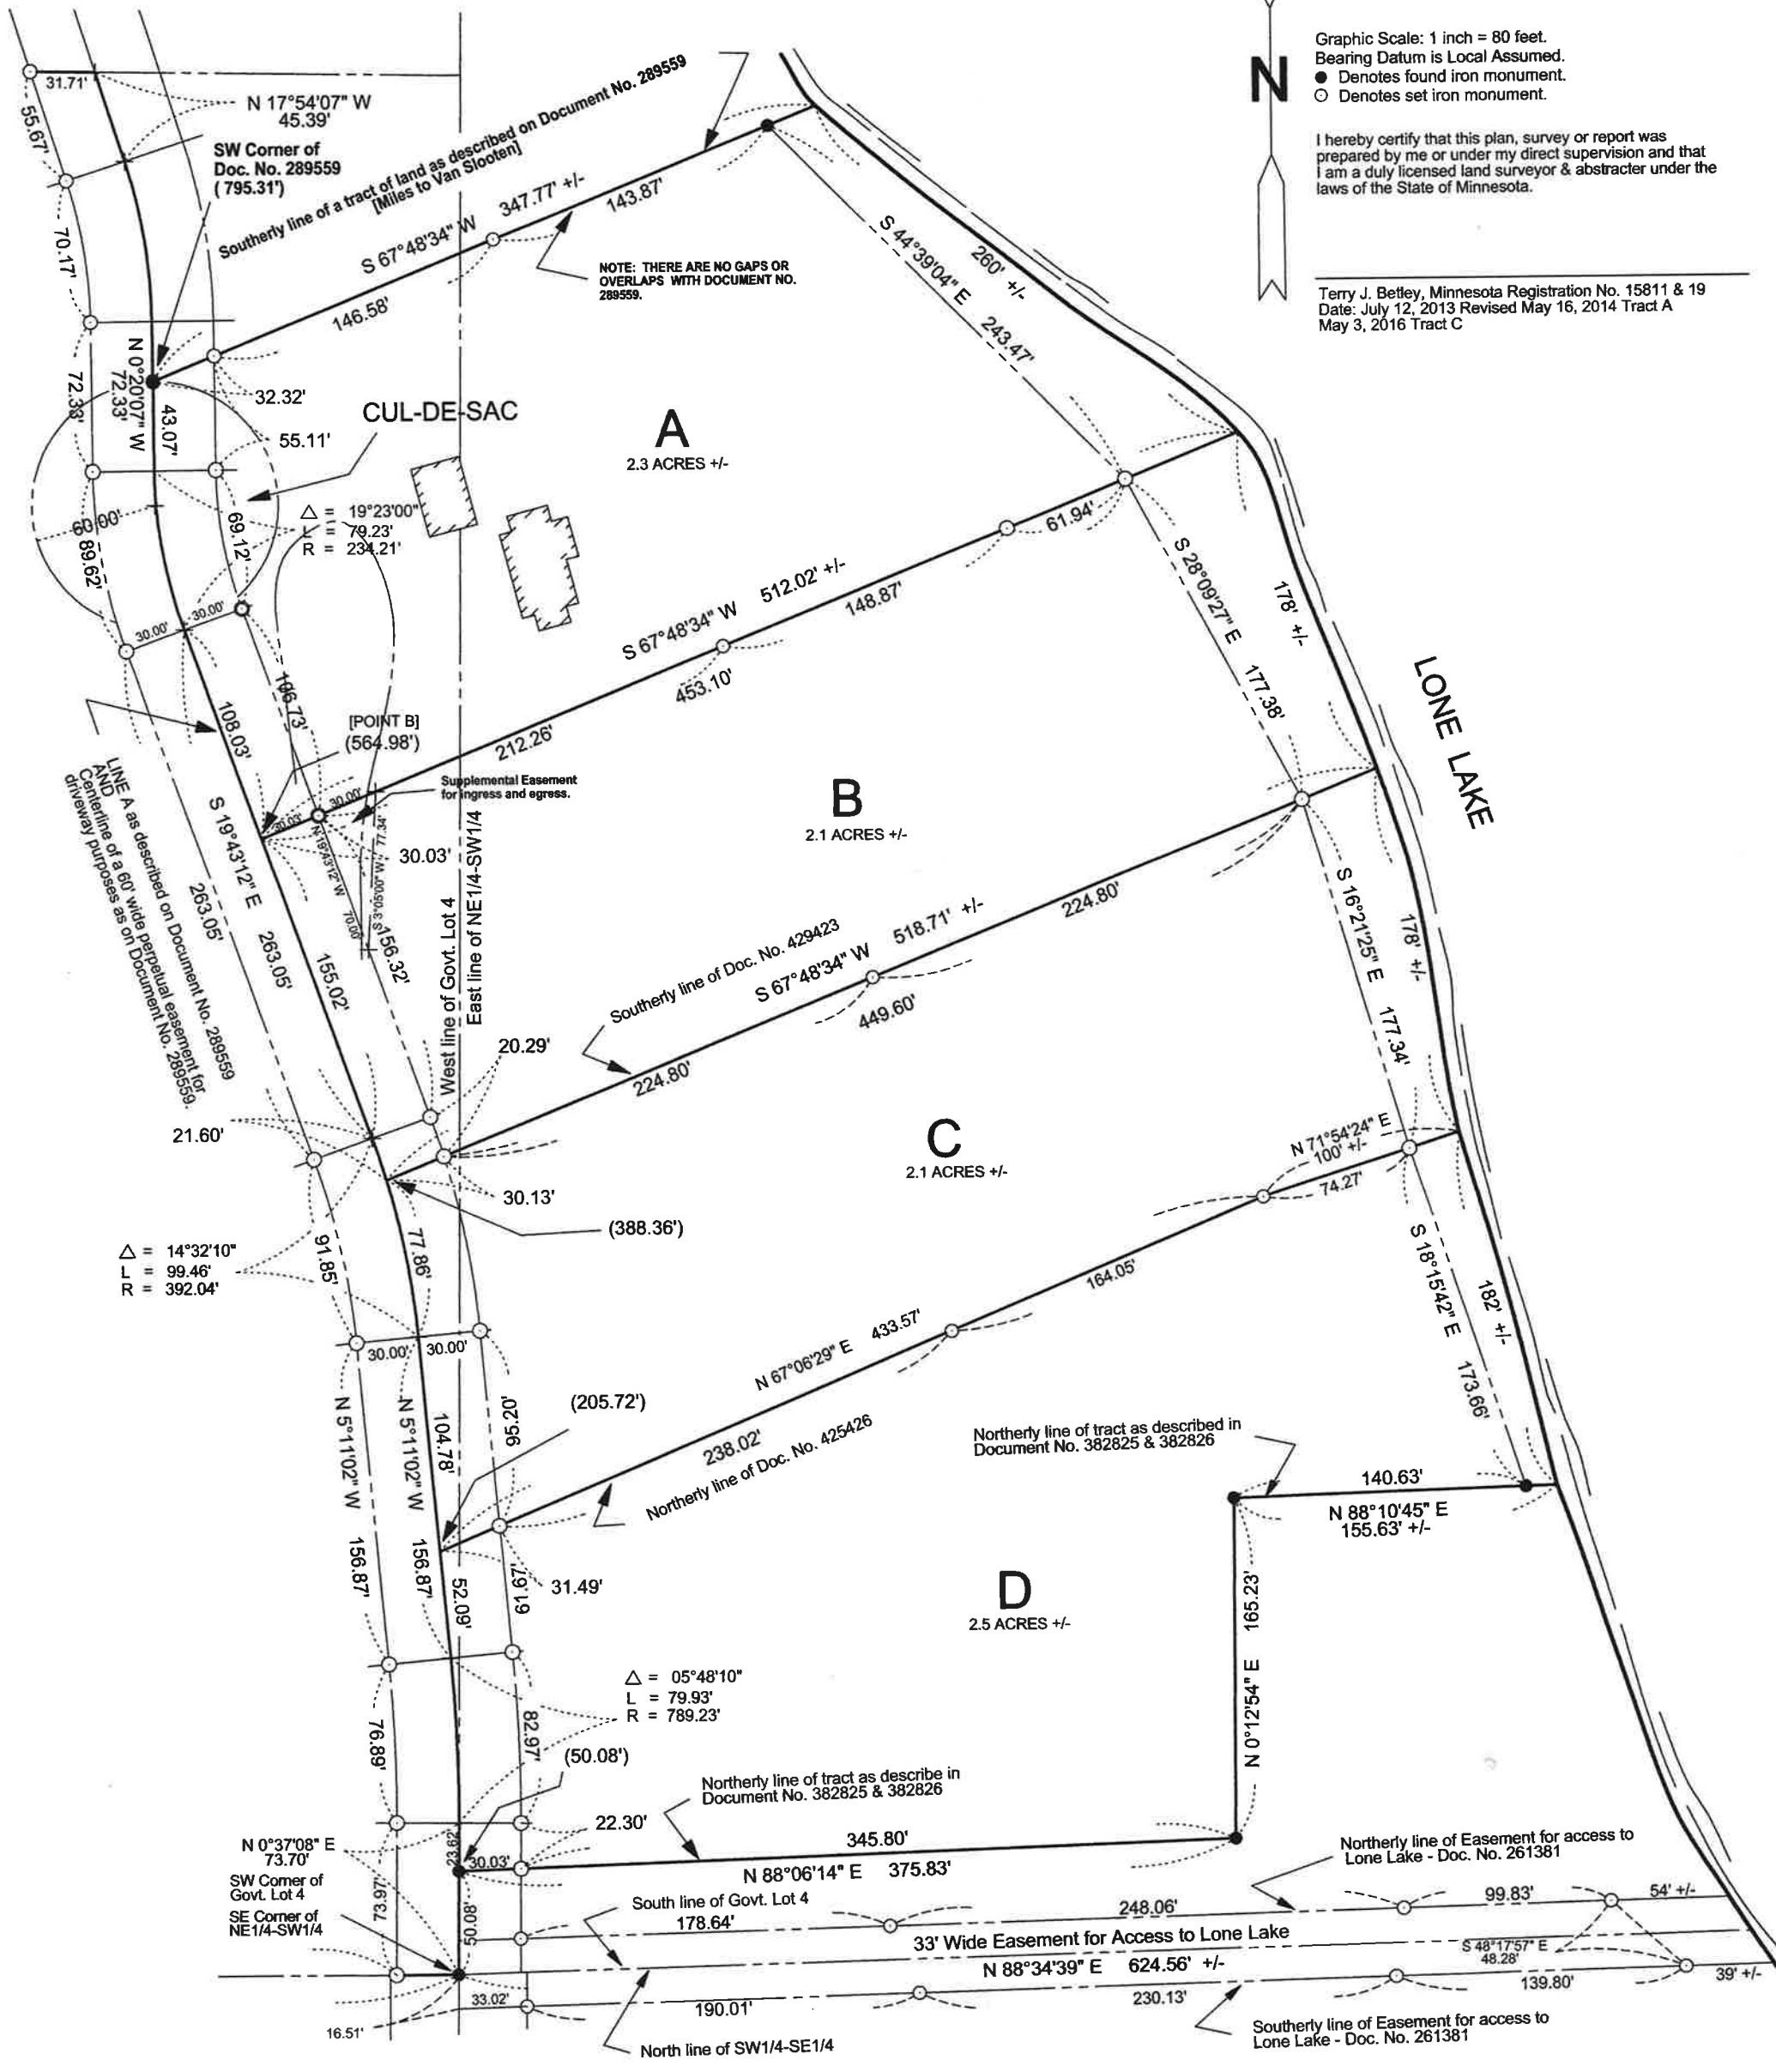 N
Graphic Scale: 1 inch = 80 feet.
Bearing Datum is Local Assumed.
Denotes found iron monument.
Denotes set iron monument.
I hereby certify that this plan, survey or report was
prepared by me or under my direct supervision and that
I am a duly licensed land surveyor & abstracter under the
laws of the State of Minnesota.
Terry J. Betley, Minnesota Registration No. 15811 & 19
Date: July 12, 2013 Revised May 16, 2014 Tract A
May 3, 2016 Tract C
31.71'
55.67'
N 17°54'07" W
45.39'
SW Corner of
Doc. No. 289559
( 795.31')
Southerly line of a tract of land as described on Document No. 289559
[Miles to Van Slooten]
S 67°48'34" W 347.77' +/-
143.87'
146.58'
NOTE: THERE ARE NO GAPS OR
OVERLAPS WITH DOCUMENT NO.
289559.
S 44°39'04" E 243.47'
260' +/-
70.17'
72.33'
N 0°20'07" W
72.33'
43.07'
32.32'
55.11'
CUL-DE-SAC
A
2.3 ACRES +/-
60.00'
89.62'
69.12'
△ = 19°23'00"
L = 79.23'
R = 234.21'
30.00'
30.00'
61.94'
S 67°48'34" W 512.02' +/-
148.87'
453.10'
212.26'
S 28°09'27" E 177.38'
178' +/-
LONE LAKE
106.73'
108.03'
[POINT B]
(564.98')
Supplemental Easement
for ingress and egress.
30.00'
30.03'
30.03'
N 19°43'12" W 70.00'
S 3°05'00" W 77.34'
156.32'
LINE A as described on Document No. 289559
AND
Centerline of a 60' wide perpetual easement for
driveway purposes as on Document No. 289559.
263.05'
S 19°43'12" E 263.05'
155.02'
West line of Govt. Lot 4
East line of NE1/4-SW1/4
B
2.1 ACRES +/-
Southerly line of Doc. No. 429423
S 67°48'34" W 518.71' +/-
224.80'
449.60'
224.80'
S 16°21'25" E 177.34'
178' +/-
20.29'
21.60'
30.13'
(388.36')
C
2.1 ACRES +/-
N 71°54'24" E
100' +/-
74.27'
△ = 14°32'10"
L = 99.46'
R = 392.04'
91.85'
77.86'
30.00'
30.00'
164.05'
N 67°06'29" E 433.57'
238.02'
Northerly line of Doc. No. 425426
S 18°15'42" E 173.66'
182' +/-
N 5°11'02" W 156.87'
N 5°11'02" W 156.87'
104.78'
95.20'
(205.72')
Northerly line of tract as described in
Document No. 382825 & 382826
140.63'
N 88°10'45" E
155.63' +/-
52.09'
61.67'
31.49'
D
2.5 ACRES +/-
N 0°12'54" E 165.23'
△ = 05°48'10"
L = 79.93'
R = 789.23'
76.89'
82.97'
(50.08')
Northerly line of tract as describe in
Document No. 382825 & 382826
22.30'
23.62'
30.03'
345.80'
N 88°06'14" E 375.83'
N 0°37'08" E
73.70'
SW Corner of
Govt. Lot 4
SE Corner of
NE1/4-SW1/4
73.97'
50.08'
South line of Govt. Lot 4
178.64'
248.06'
Northerly line of Easement for access to
Lone Lake - Doc. No. 261381
99.83'
54' +/-
33' Wide Easement for Access to Lone Lake
N 88°34'39" E 624.56' +/-
S 48°17'57" E
48.28'
139.80'
39' +/-
33.02'
16.51'
190.01'
230.13'
North line of SW1/4-SE1/4
Southerly line of Easement for access to
Lone Lake - Doc. No. 261381